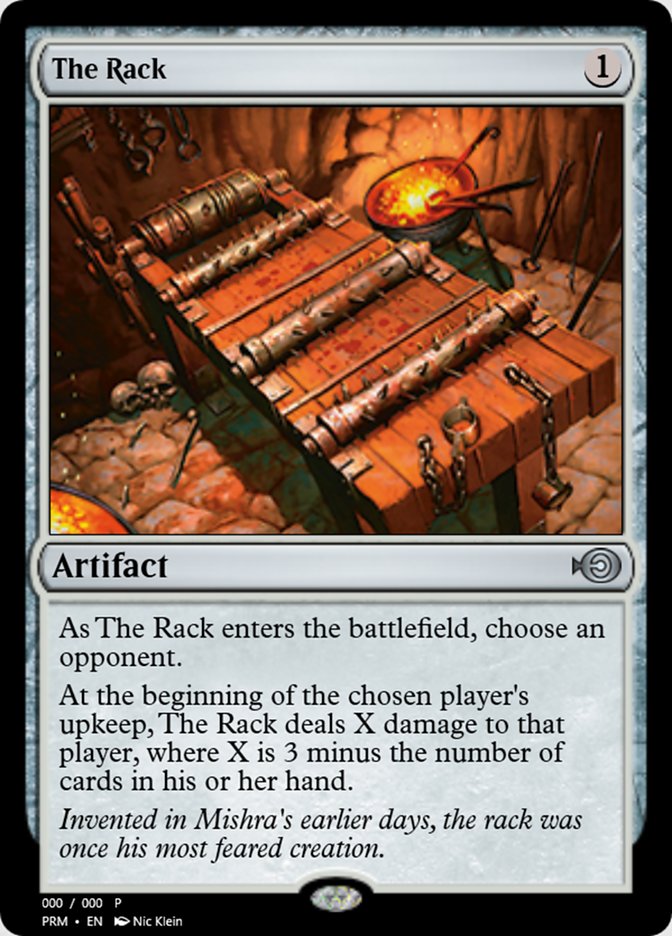 The Rack
1
Artifact
As The Rack enters the battlefield, choose an
opponent.
At the beginning of the chosen player's
upkeep, The Rack deals X damage to that
player, where X is 3 minus the number of
cards in his or her hand.
Invented in Mishra's earlier days, the rack was
once his most feared creation.
000 / 000 P
PRM • EN Nic Klein